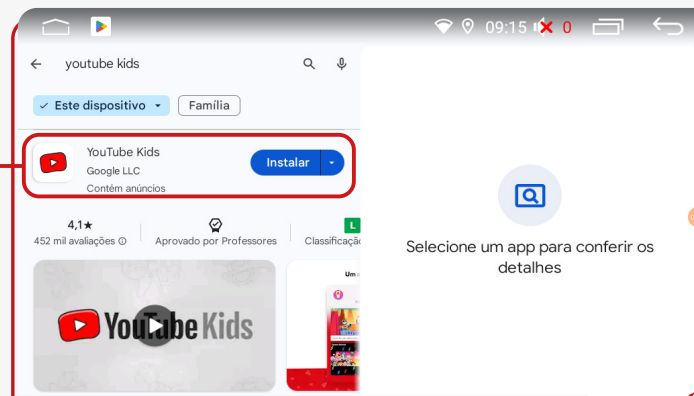 09:15 0
youtube kids
Este dispositivo Família
YouTube Kids
Google LLC
Contém anúncios
Instalar
4,1★
452 mil avaliações
Aprovado por Professores
L
Classificação
YouTube Kids
Um
Selecione um app para conferir os
detalhes